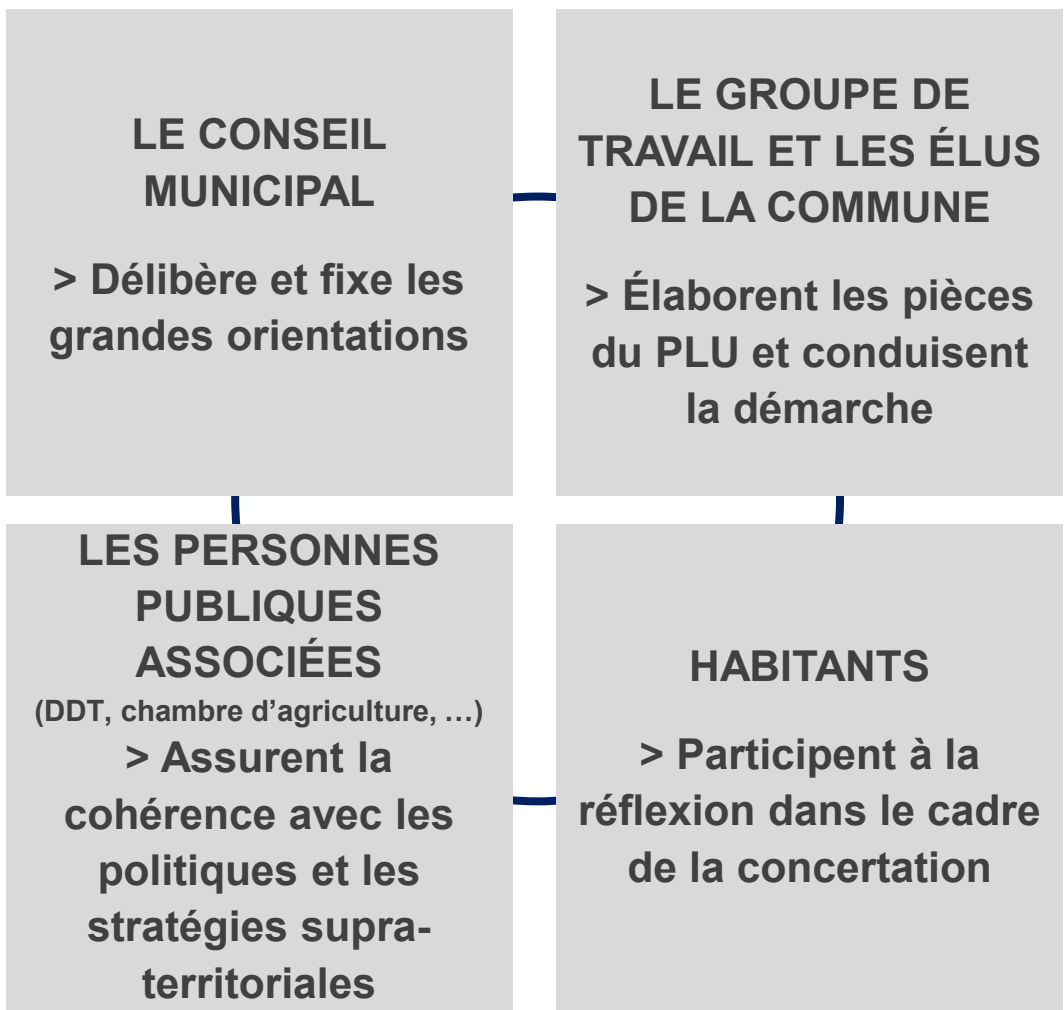 LE CONSEIL
MUNICIPAL
> Délibère et fixe les
grandes orientations
LE GROUPE DE
TRAVAIL ET LES ÉLUS
DE LA COMMUNE
> Élaborent les pièces
du PLU et conduisent
la démarche
LES PERSONNES
PUBLIQUES
ASSOCIÉES
(DDT, chambre d’agriculture, …)
> Assurent la
cohérence avec les
politiques et les
stratégies supra-
territoriales
HABITANTS
> Participent à la
réflexion dans le cadre
de la concertation